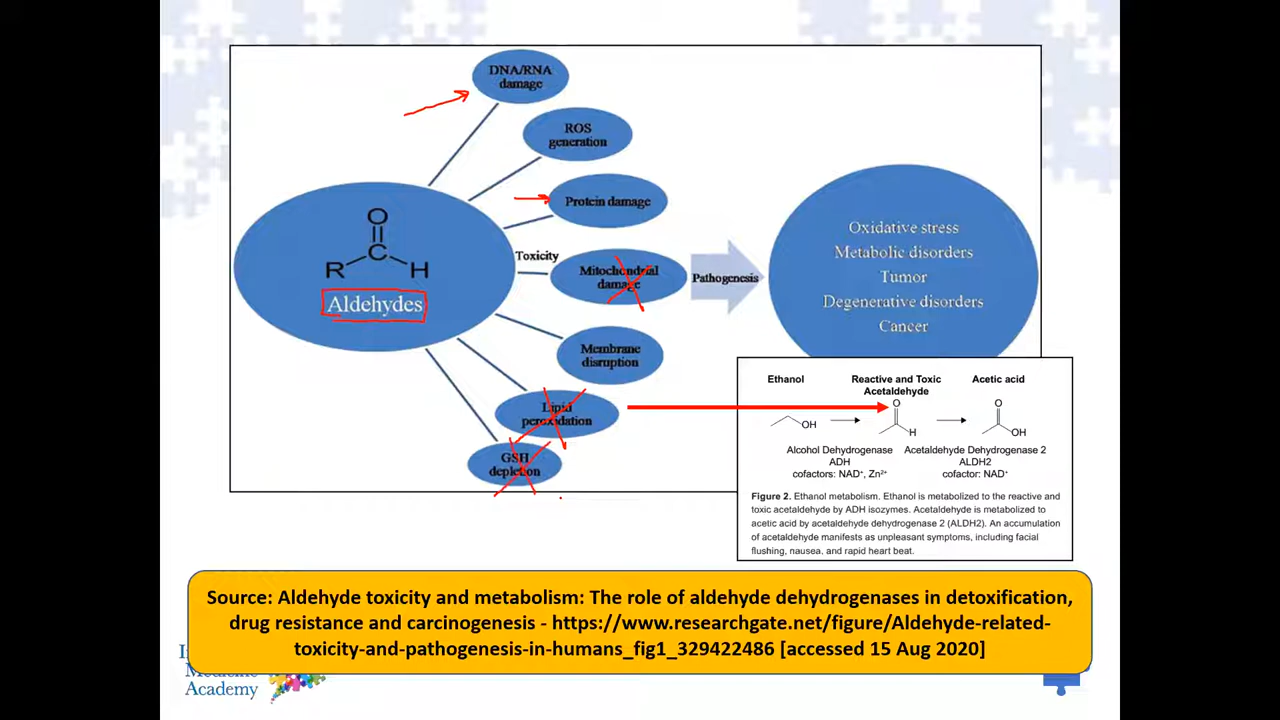 DNA/RNA
damage
ROS
generation
Protein damage
O
R
C
H
Aldehydes
Toxicity
Mitochondrial
damage
Pathogenesis
Membrane
disruption
Lipid
peroxidation
GSH
depletion
Oxidative stress
Metabolic disorders
Tumor
Degenerative disorders
Cancer
Ethanol
Reactive and Toxic
Acetaldehyde
Acetic acid
OH
O
H
O
OH
Alcohol Dehydrogenase
ADH
cofactors: NAD⁺, Zn²⁺
Acetaldehyde Dehydrogenase 2
ALDH2
cofactor: NAD⁺
Figure 2. Ethanol metabolism. Ethanol is metabolized to the reactive and
toxic acetaldehyde by ADH isozymes. Acetaldehyde is metabolized to
acetic acid by acetaldehyde dehydrogenase 2 (ALDH2). An accumulation
of acetaldehyde manifests as unpleasant symptoms, including facial
flushing, nausea, and rapid heart beat.
Source: Aldehyde toxicity and metabolism: The role of aldehyde dehydrogenases in detoxification,
drug resistance and carcinogenesis - https://www.researchgate.net/figure/Aldehyde-related-
toxicity-and-pathogenesis-in-humans_fig1_329422486 [accessed 15 Aug 2020]
Medicine
Academy